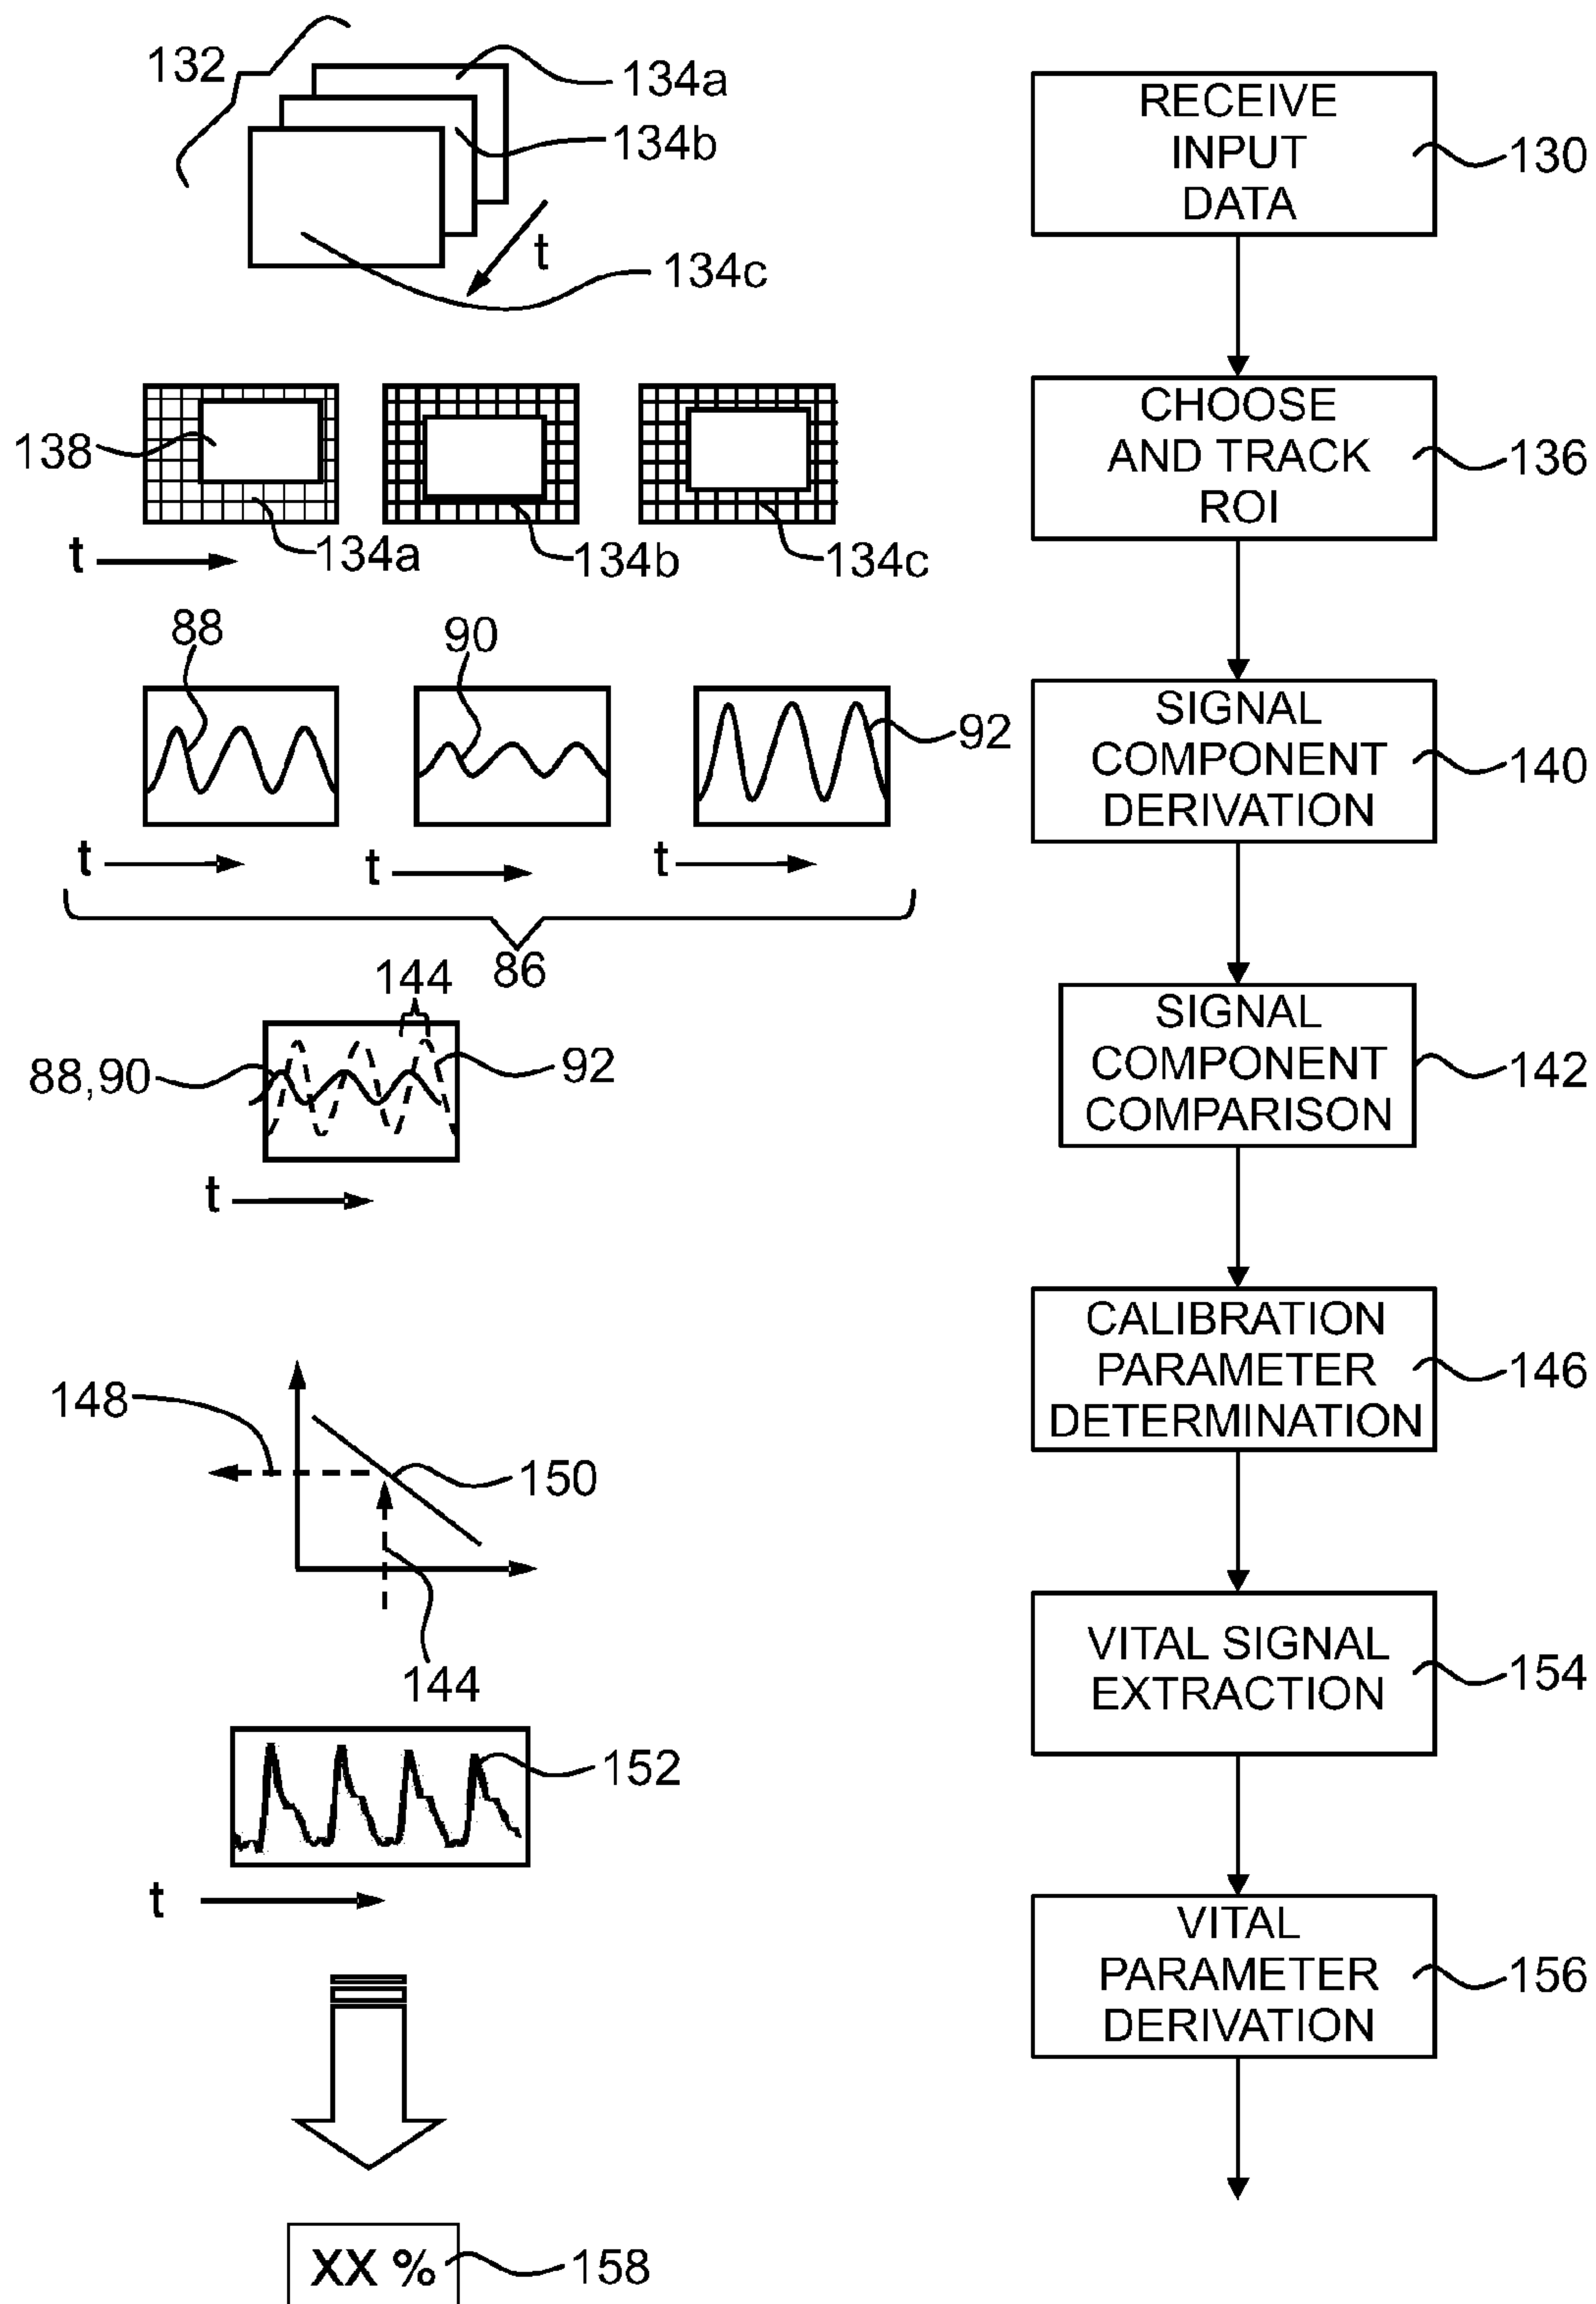 132
134a
134b
t
134c
RECEIVE
INPUT
DATA
130
138
134a
134b
134c
t
CHOOSE
AND TRACK
ROI
136
88
90
92
t
t
t
86
SIGNAL
COMPONENT
DERIVATION
140
144
88,90
92
t
SIGNAL
COMPONENT
COMPARISON
142
148
150
144
CALIBRATION
PARAMETER
DETERMINATION
146
152
t
VITAL SIGNAL
EXTRACTION
154
VITAL
PARAMETER
DERIVATION
156
XX %
158